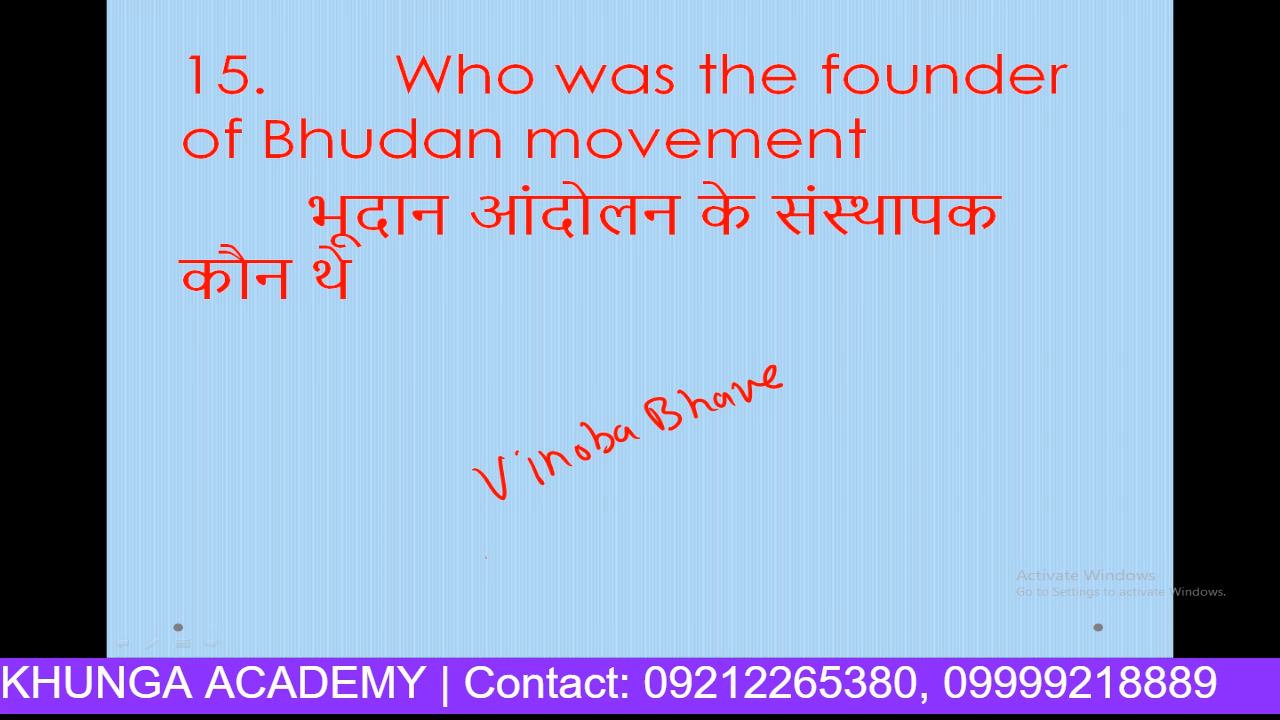 15. Who was the founder
of Bhudan movement
भूदान आंदोलन के संस्थापक
कौन थे
Vinoba Bhave
Activate Windows
Go to Settings to activate Windows.
KHUNGA ACADEMY | Contact: 09212265380, 09999218889